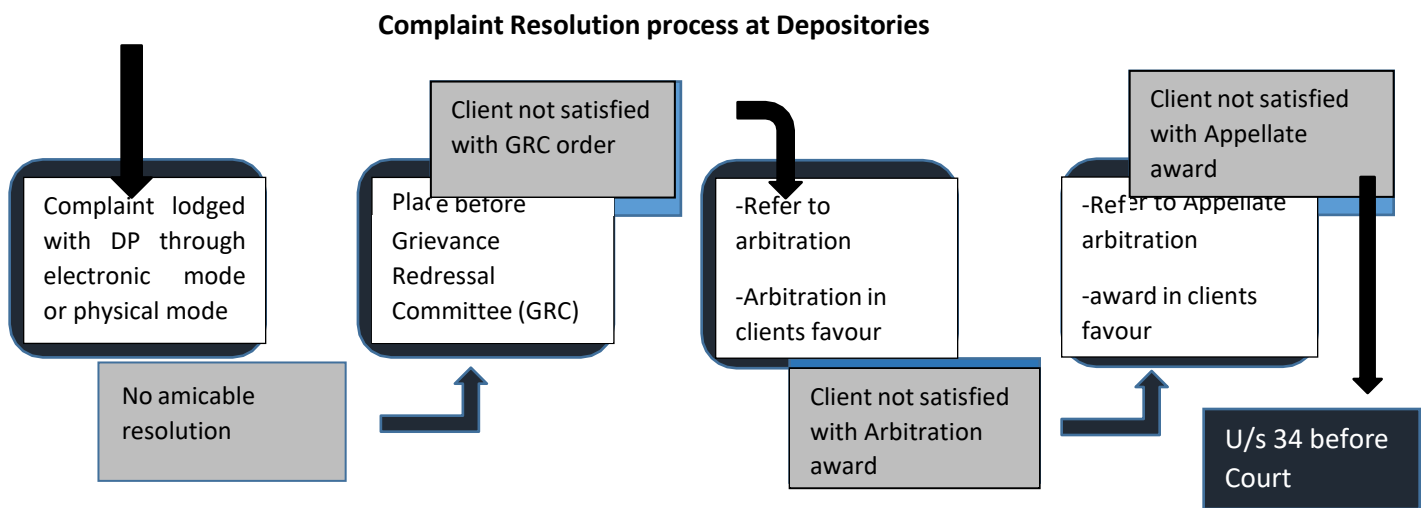 Complaint Resolution process at Depositories
Complaint lodged
with DP through
electronic mode
or physical mode
No amicable
resolution
Place before
Grievance
Redressal
Committee (GRC)
Client not satisfied
with GRC order
-Refer to
arbitration
-Arbitration in
clients favour
Client not satisfied
with Arbitration
award
-Refer to Appellate
arbitration
-award in clients
favour
Client not satisfied
with Appellate
award
U/s 34 before
Court